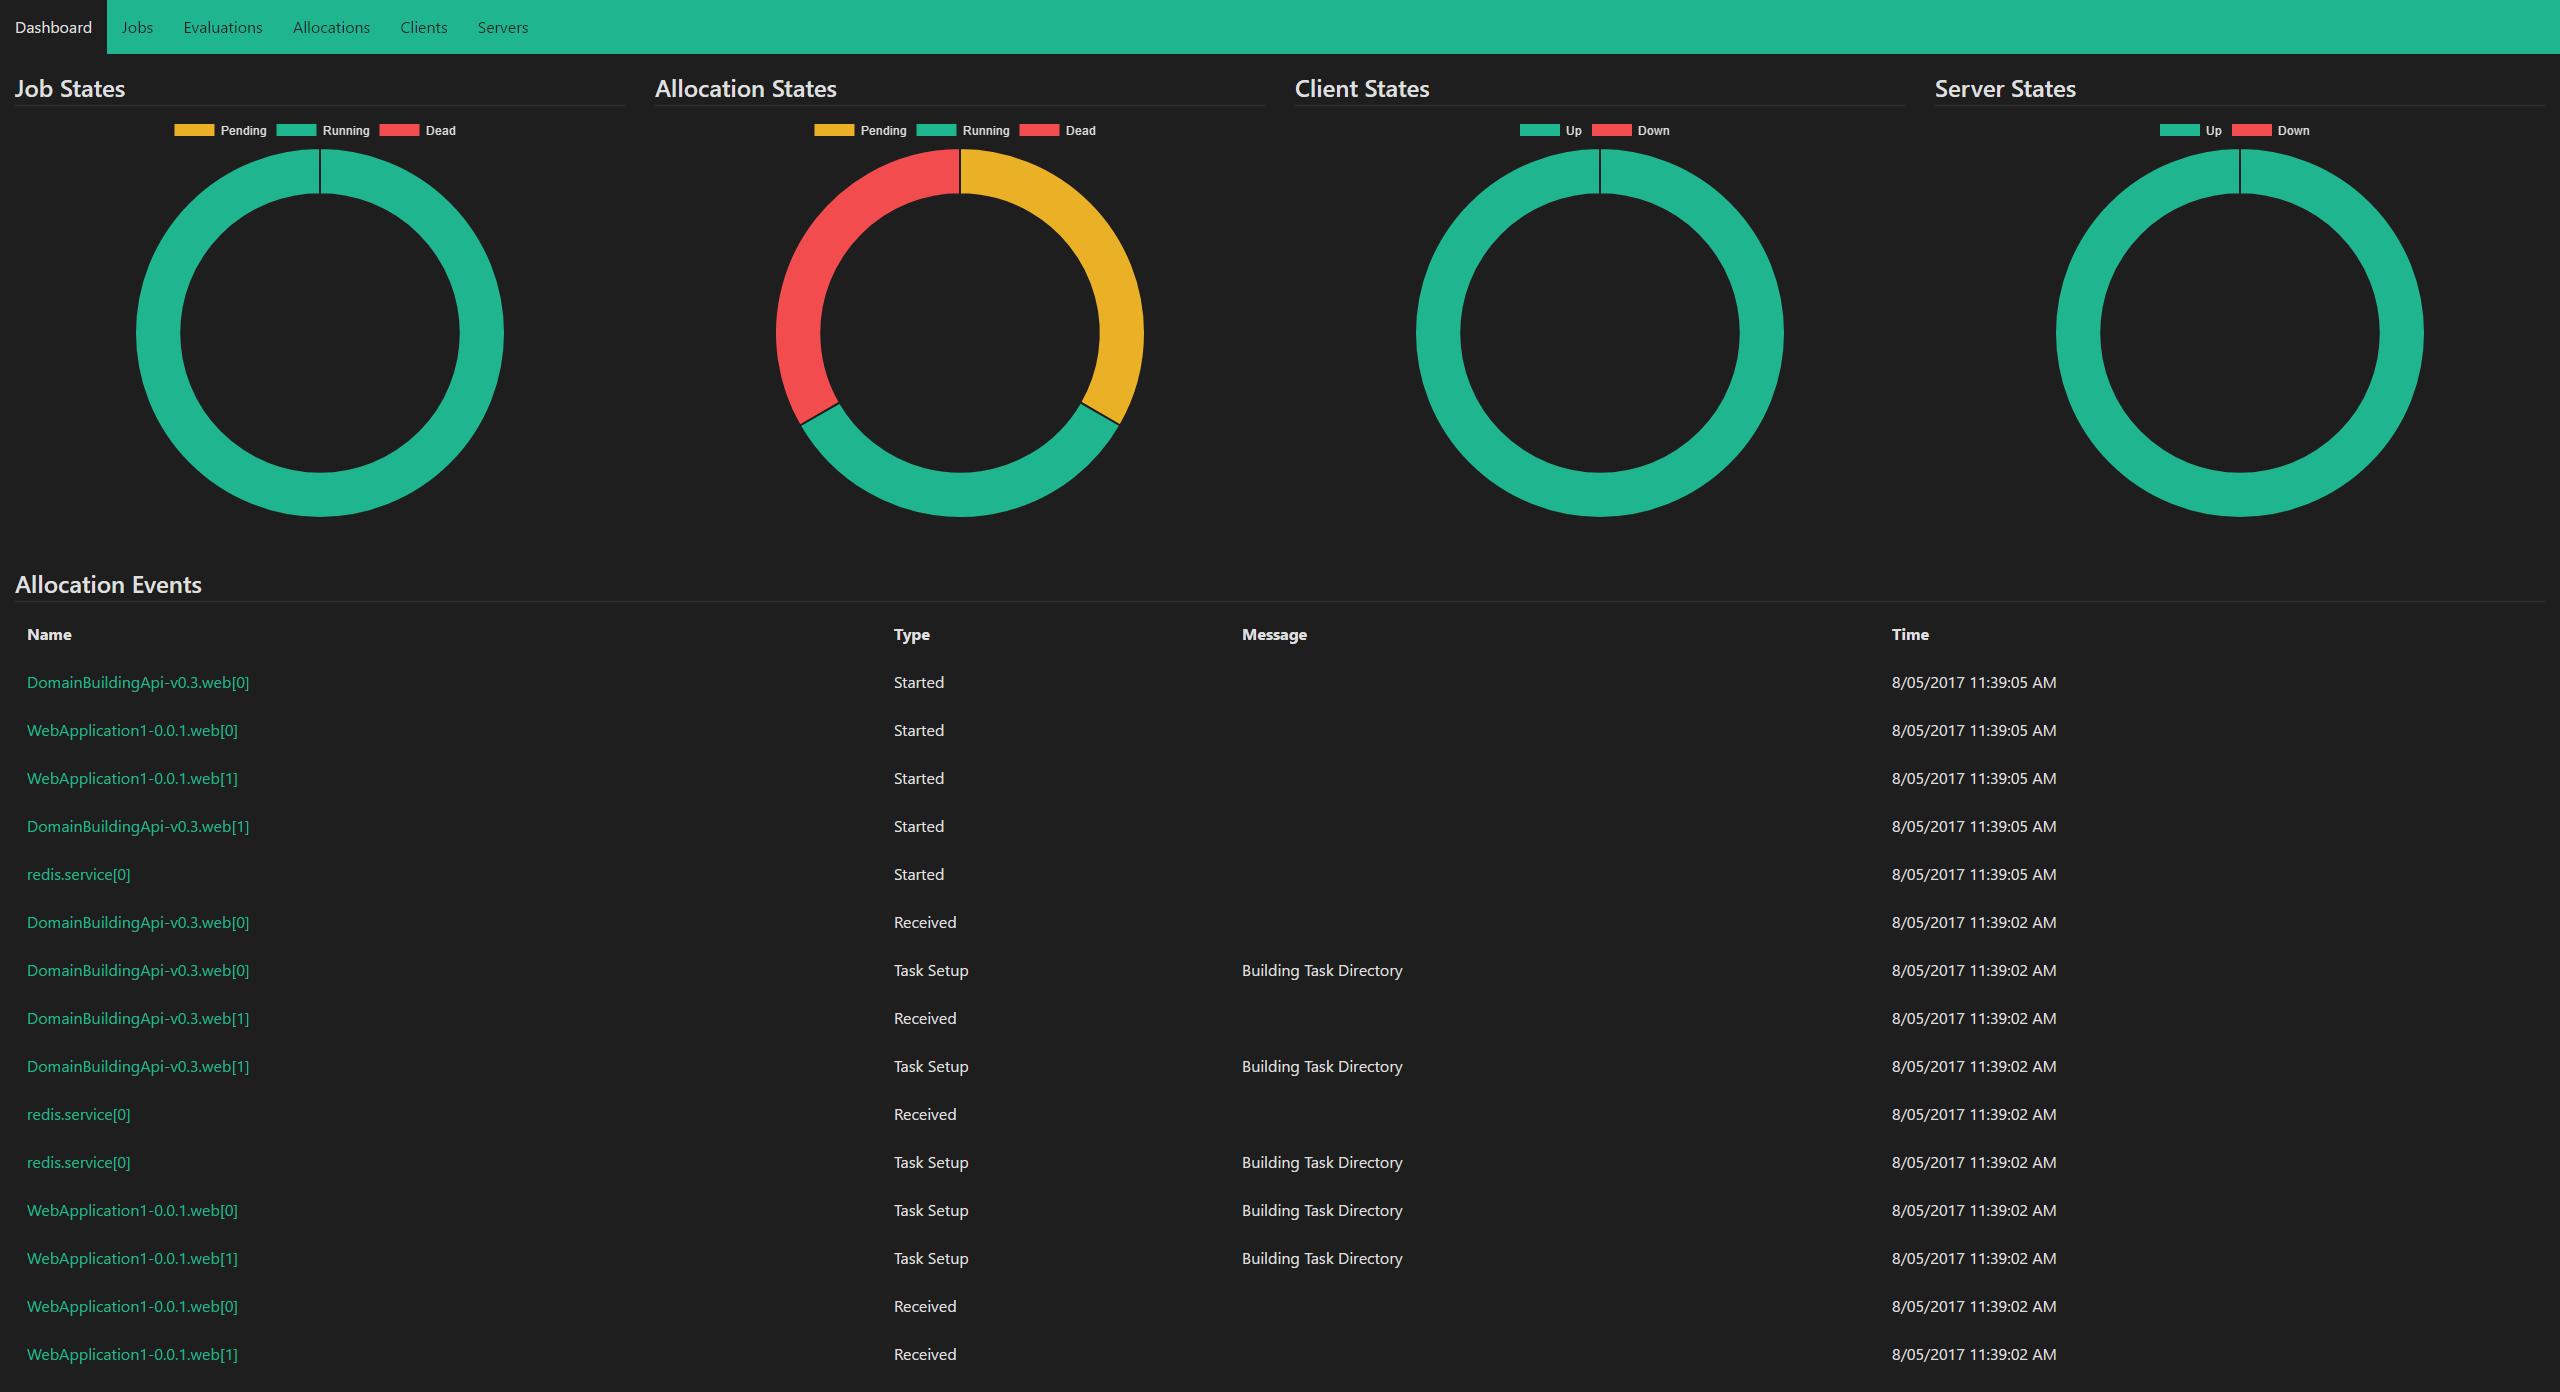 Dashboard Jobs Evaluations Allocations Clients Servers
Job States
Pending Running Dead
Allocation States
Pending Running Dead
Client States
Up Down
Server States
Up Down
Allocation Events
Name Type Message Time
DomainBuildingApi-v0.3.web[0] Started 8/05/2017 11:39:05 AM
WebApplication1-0.0.1.web[0] Started 8/05/2017 11:39:05 AM
WebApplication1-0.0.1.web[1] Started 8/05/2017 11:39:05 AM
DomainBuildingApi-v0.3.web[1] Started 8/05/2017 11:39:05 AM
redis.service[0] Started 8/05/2017 11:39:05 AM
DomainBuildingApi-v0.3.web[0] Received 8/05/2017 11:39:02 AM
DomainBuildingApi-v0.3.web[0] Task Setup Building Task Directory 8/05/2017 11:39:02 AM
DomainBuildingApi-v0.3.web[1] Received 8/05/2017 11:39:02 AM
DomainBuildingApi-v0.3.web[1] Task Setup Building Task Directory 8/05/2017 11:39:02 AM
redis.service[0] Received 8/05/2017 11:39:02 AM
redis.service[0] Task Setup Building Task Directory 8/05/2017 11:39:02 AM
WebApplication1-0.0.1.web[0] Task Setup Building Task Directory 8/05/2017 11:39:02 AM
WebApplication1-0.0.1.web[1] Task Setup Building Task Directory 8/05/2017 11:39:02 AM
WebApplication1-0.0.1.web[0] Received 8/05/2017 11:39:02 AM
WebApplication1-0.0.1.web[1] Received 8/05/2017 11:39:02 AM